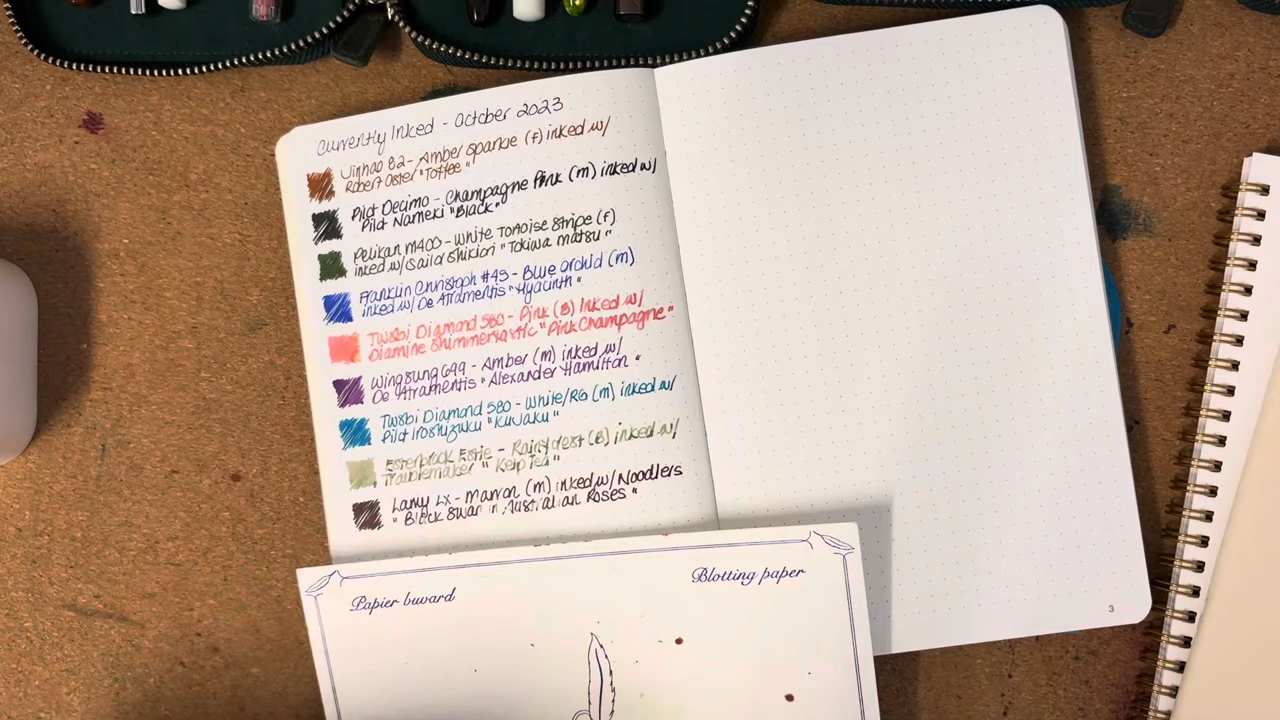 Currently Inked - October 2023
Jinhao 82 - Amber Sparkle (f) inked w/
Robert Oster "Toffee"
Pilot Decimo - Champagne Pink (m) inked w/
Pilot Namiki "Black"
Pelikan M400 - White Tortoise Stripe (f)
inked w/ Sailor Shikiori "Tokiwa Matsu"
Franklin Christoph #45 - Blue Orchid (m)
inked w/ De Atramentis "Hyacinth"
Twsbi Diamond 580 - Pink (B) inked w/
Diamine Shimmertastic "Pink Champagne"
WingSung 699 - Amber (m) inked w/
De Atramentis "Alexander Hamilton"
Twsbi Diamond 580 - White/RG (m) inked w/
Pilot Iroshizuku "KuJaku"
Esterbrook Estie - Rainforest (B) inked w/
Troublemaker "Kelp Tea"
Lamy Lx - Marron (m) inked w/ Noodlers
"Black Swan in Australian Roses"
Papier buvard
Blotting paper
3